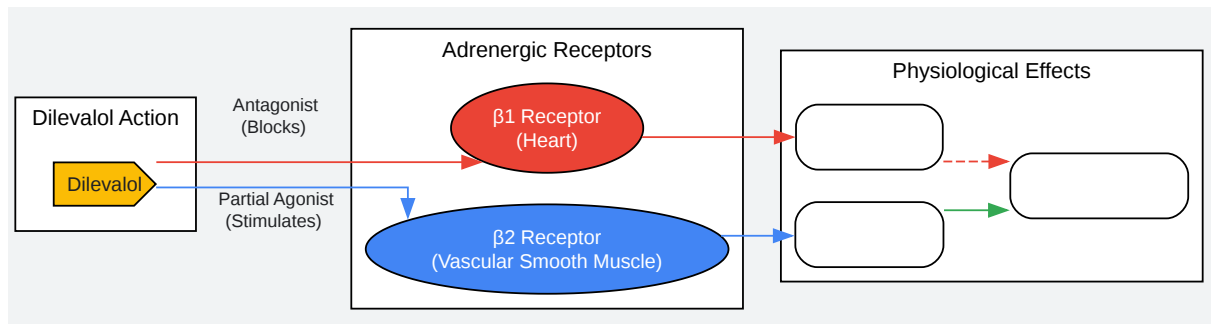 Dilevalol Action
Dilevalol
Antagonist
(Blocks)
Partial Agonist
(Stimulates)
Adrenergic Receptors
β1 Receptor
(Heart)
β2 Receptor
(Vascular Smooth Muscle)
Physiological Effects